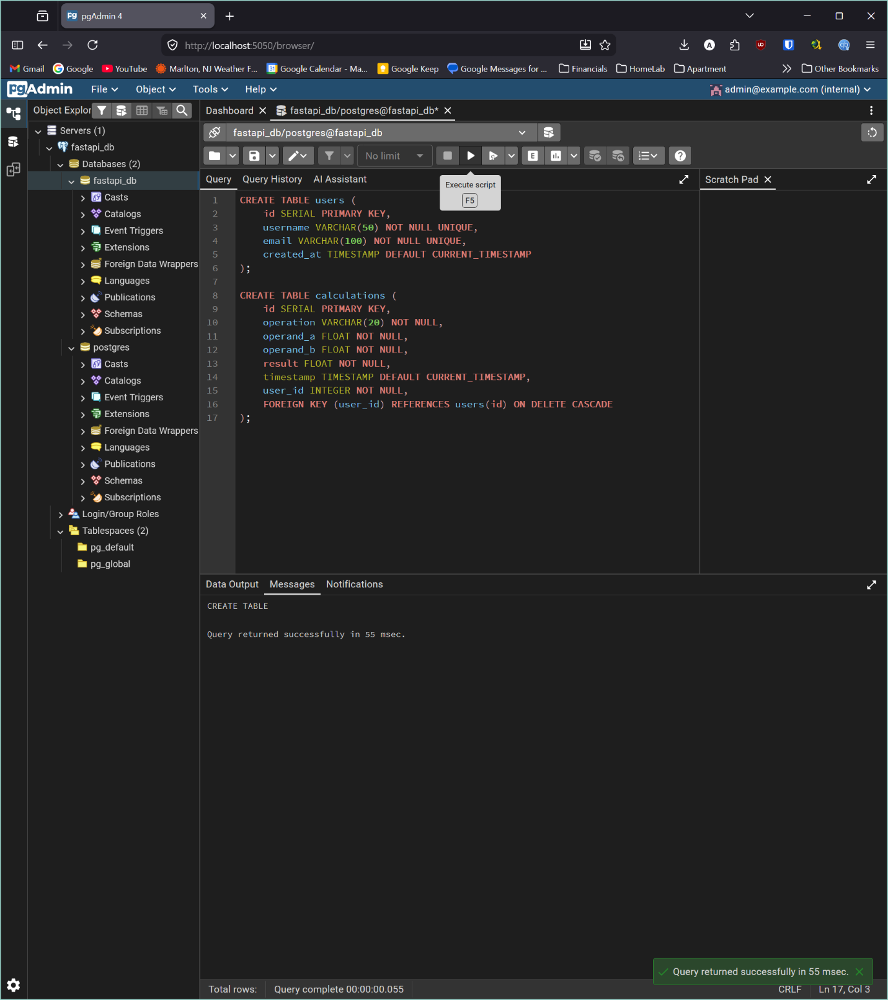 pgAdmin 4
http://localhost:5050/browser/
Gmail Google YouTube Marlton, NJ Weather F... Google Calendar - Ma... Google Keep Google Messages for ... Financials HomeLab Apartment Other Bookmarks
pgAdmin File Object Tools Help admin@example.com (internal)
Object Explor
Dashboard fastapi_db/postgres@fastapi_db*
Servers (1)
fastapi_db
Databases (2)
fastapi_db
Casts
Catalogs
Event Triggers
Extensions
Foreign Data Wrappers
Languages
Publications
Schemas
Subscriptions
postgres
Casts
Catalogs
Event Triggers
Extensions
Foreign Data Wrappers
Languages
Publications
Schemas
Subscriptions
Login/Group Roles
Tablespaces (2)
pg_default
pg_global
fastapi_db/postgres@fastapi_db
No limit
E
Query Query History AI Assistant
Execute script
F5
Scratch Pad
1 CREATE TABLE users (
2 id SERIAL PRIMARY KEY,
3 username VARCHAR(50) NOT NULL UNIQUE,
4 email VARCHAR(100) NOT NULL UNIQUE,
5 created_at TIMESTAMP DEFAULT CURRENT_TIMESTAMP
6 );
7
8 CREATE TABLE calculations (
9 id SERIAL PRIMARY KEY,
10 operation VARCHAR(20) NOT NULL,
11 operand_a FLOAT NOT NULL,
12 operand_b FLOAT NOT NULL,
13 result FLOAT NOT NULL,
14 timestamp TIMESTAMP DEFAULT CURRENT_TIMESTAMP,
15 user_id INTEGER NOT NULL,
16 FOREIGN KEY (user_id) REFERENCES users(id) ON DELETE CASCADE
17 );
Data Output Messages Notifications
CREATE TABLE
Query returned successfully in 55 msec.
Query returned successfully in 55 msec.
Total rows: Query complete 00:00:00.055 CRLF Ln 17, Col 3